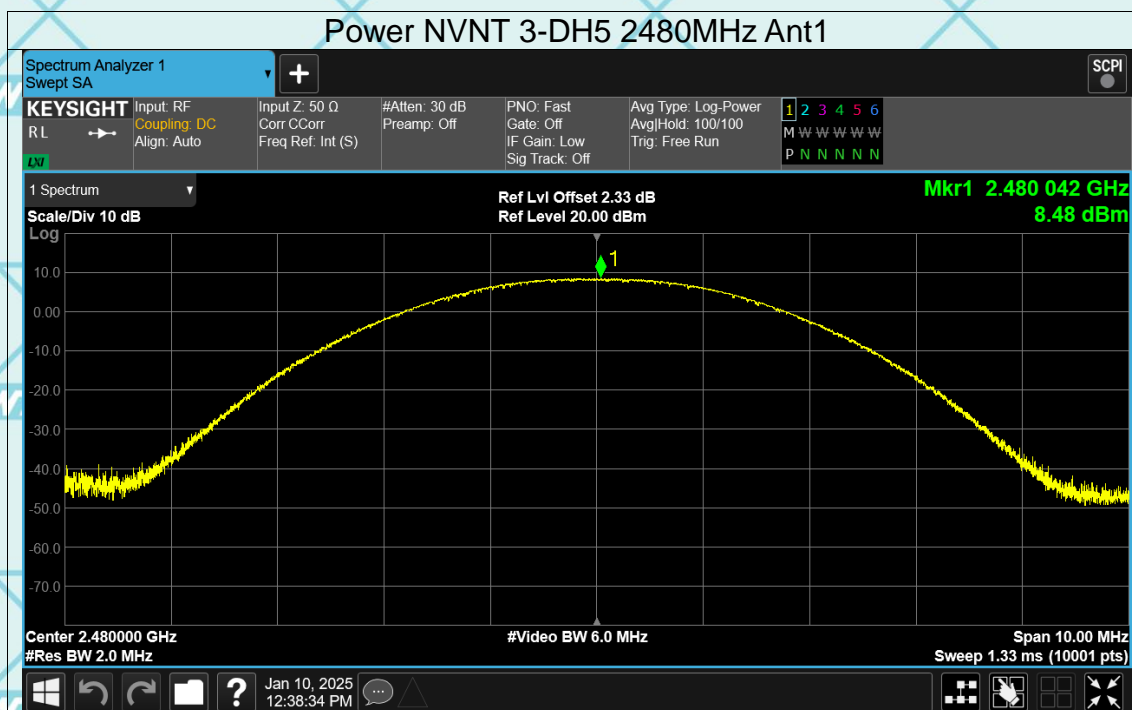 Power NVNT 3-DH5 2480MHz Ant1
Spectrum Analyzer 1
Swept SA
▼
+
SCPI
KEYSIGHT
R L
LXI
Input: RF
Coupling: DC
Align: Auto
Input Z: 50 Ω
Corr CCorr
Freq Ref: Int (S)
#Atten: 30 dB
Preamp: Off
PNO: Fast
Gate: Off
IF Gain: Low
Sig Track: Off
Avg Type: Log-Power
Avg|Hold: 100/100
Trig: Free Run
1 2 3 4 5 6
M W W W W W
P N N N N N
1 Spectrum ▼
Scale/Div 10 dB
Log
Ref Lvl Offset 2.33 dB
Ref Level 20.00 dBm
Mkr1 2.480 042 GHz
8.48 dBm
1
10.0
0.00
-10.0
-20.0
-30.0
-40.0
-50.0
-60.0
-70.0
Center 2.480000 GHz
#Res BW 2.0 MHz
#Video BW 6.0 MHz
Span 10.00 MHz
Sweep 1.33 ms (10001 pts)
?
Jan 10, 2025
12:38:34 PM